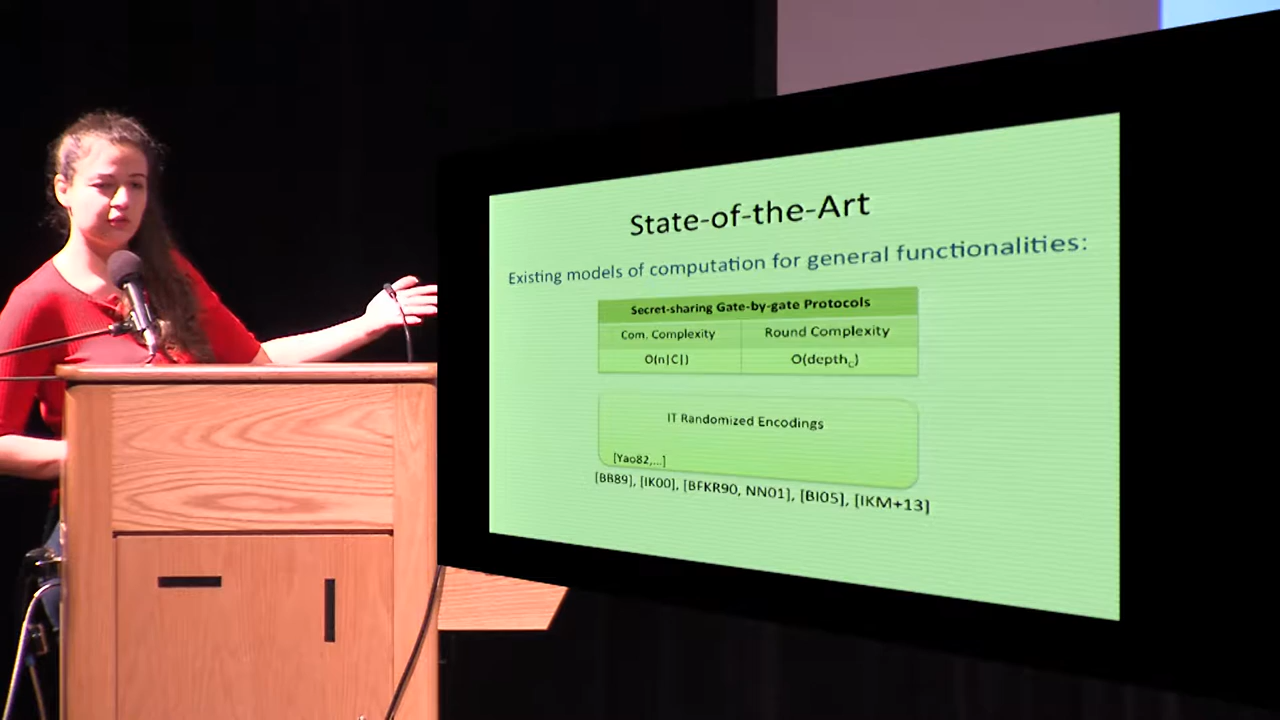 State-of-the-Art
Existing models of computation for general functionalities:
Secret-sharing Gate-by-gate Protocols
Com. Complexity Round Complexity
O(n|C|) O(depth_C)
IT Randomized Encodings
[Yao82,...]
[BB89], [IK00], [BFKR90, NN01], [BI05], [IKM+13]